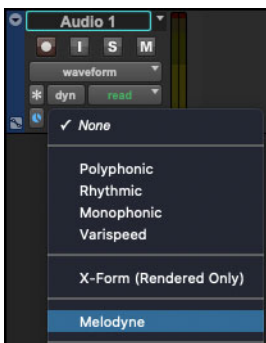 Audio 1
I S M
waveform
* dyn read
✓ None
Polyphonic
Rhythmic
Monophonic
Varispeed
X-Form (Rendered Only)
Melodyne